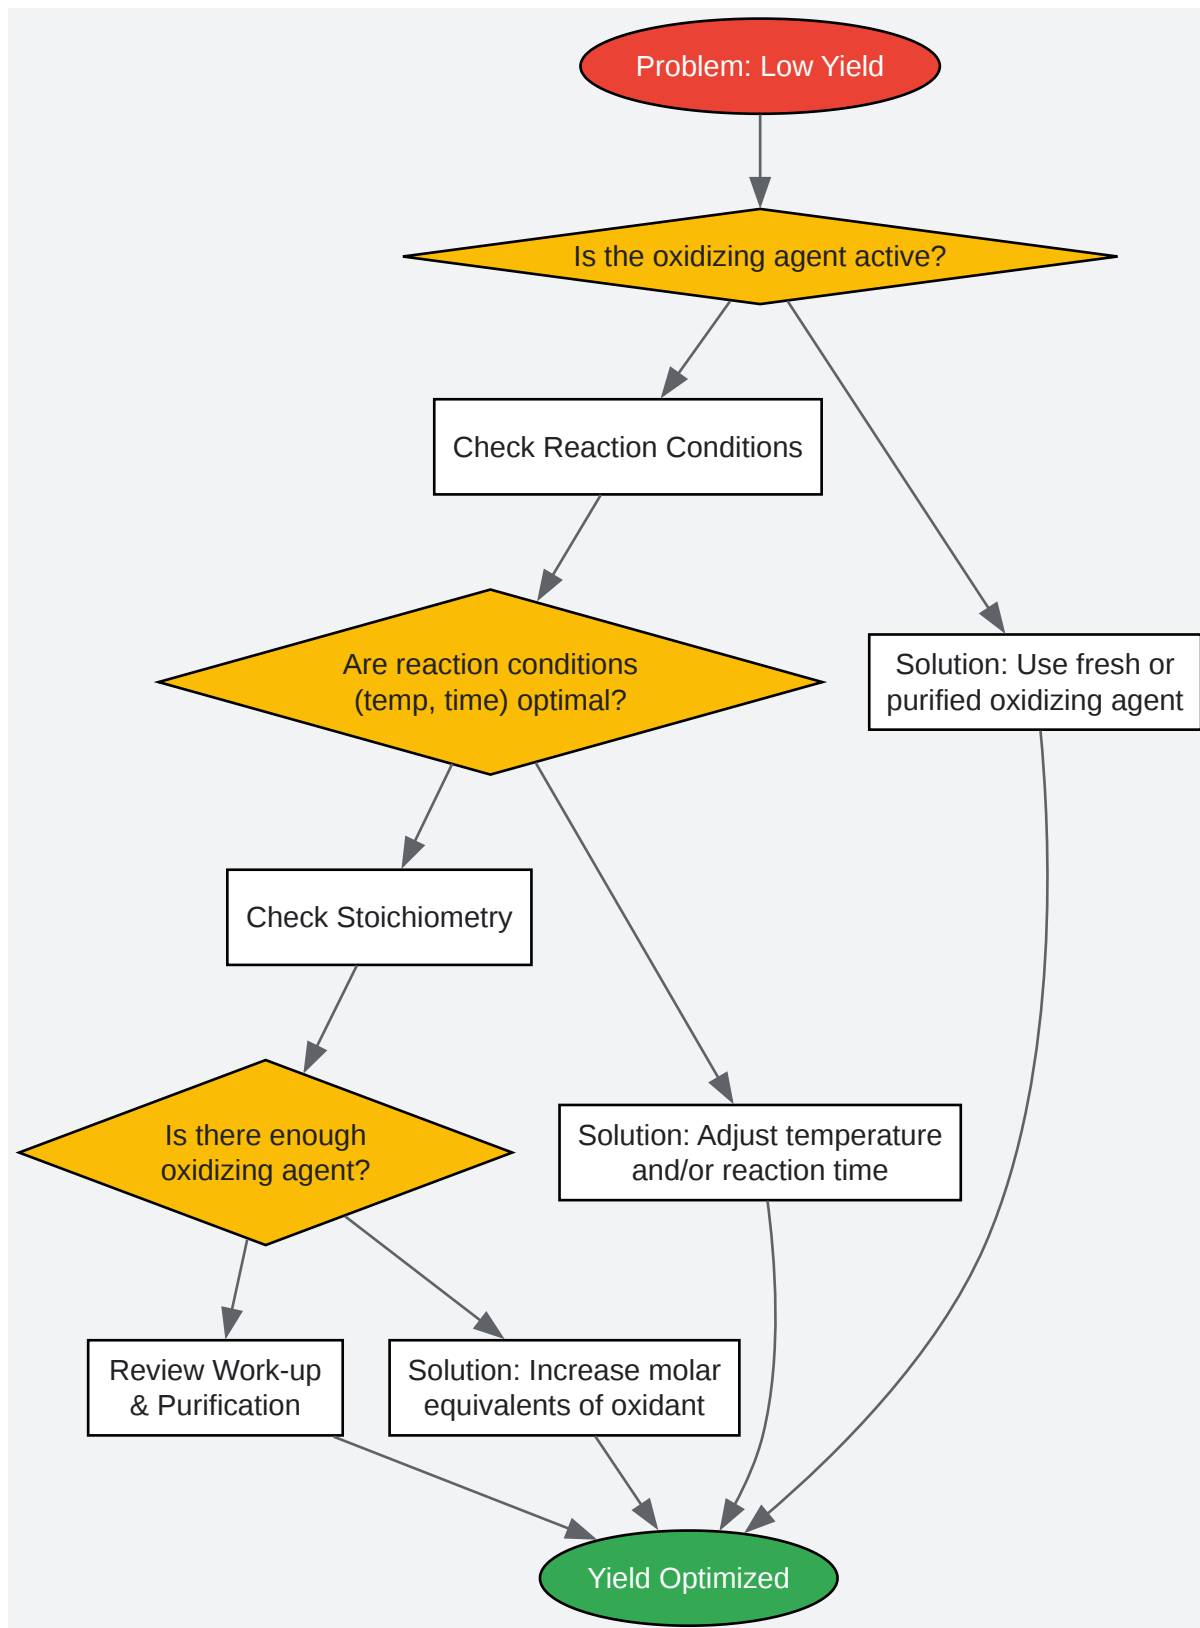 Problem: Low Yield
Is the oxidizing agent active?
Check Reaction Conditions
Are reaction conditions
(temp, time) optimal?
Solution: Use fresh or
purified oxidizing agent
Check Stoichiometry
Is there enough
oxidizing agent?
Solution: Adjust temperature
and/or reaction time
Review Work-up
& Purification
Solution: Increase molar
equivalents of oxidant
Yield Optimized